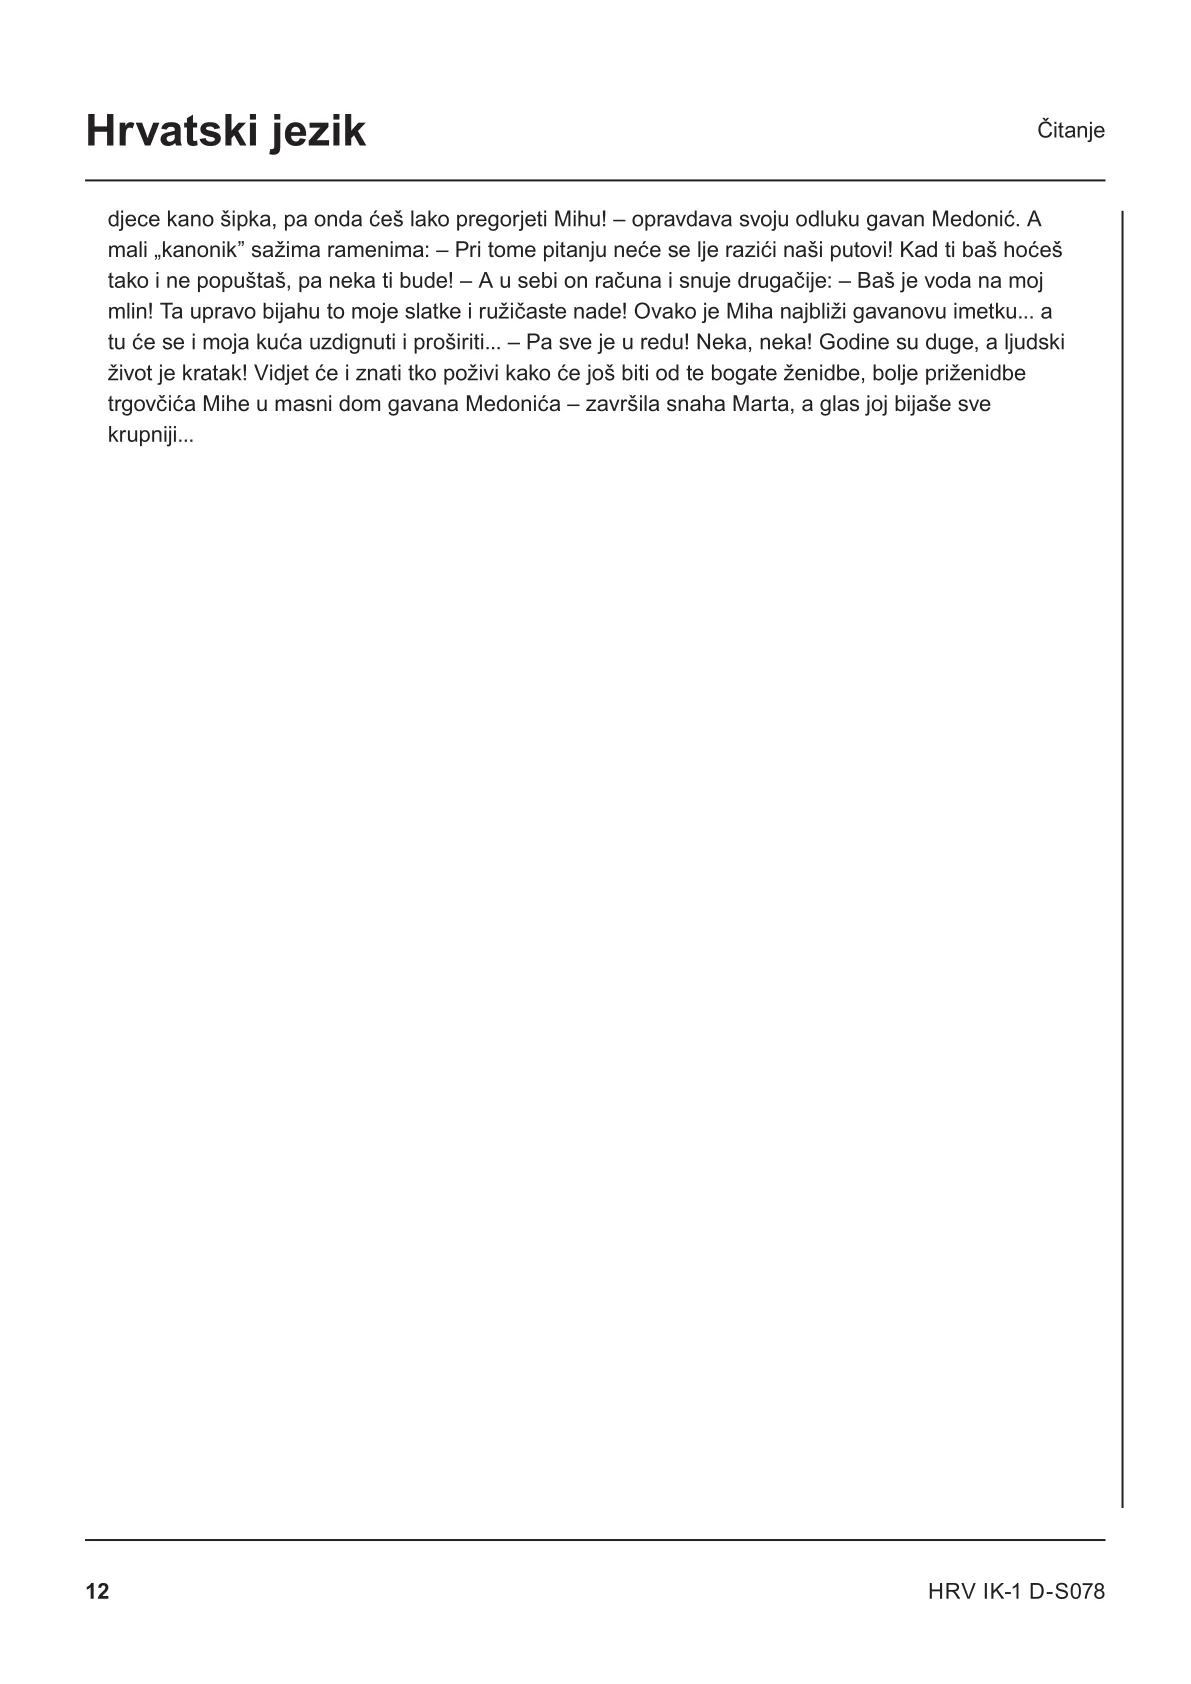 Hrvatski jezik
Čitanje
djece kano šipka, pa onda ćeš lako pregorjeti Mihu! – opravdava svoju odluku gavan Medonić. A
mali „kanonik” sažima ramenima: – Pri tome pitanju neće se lje razići naši putovi! Kad ti baš hoćeš
tako i ne popuštaš, pa neka ti bude! – A u sebi on računa i snuje drugačije: – Baš je voda na moj
mlin! Ta upravo bijahu to moje slatke i ružičaste nade! Ovako je Miha najbliži gavanovu imetku... a
tu će se i moja kuća uzdignuti i proširiti... – Pa sve je u redu! Neka, neka! Godine su duge, a ljudski
život je kratak! Vidjet će i znati tko poživi kako će još biti od te bogate ženidbe, bolje priženidbe
trgovčića Mihe u masni dom gavana Medonića – završila snaha Marta, a glas joj bijaše sve
krupniji...
12
HRV IK-1 D-S078